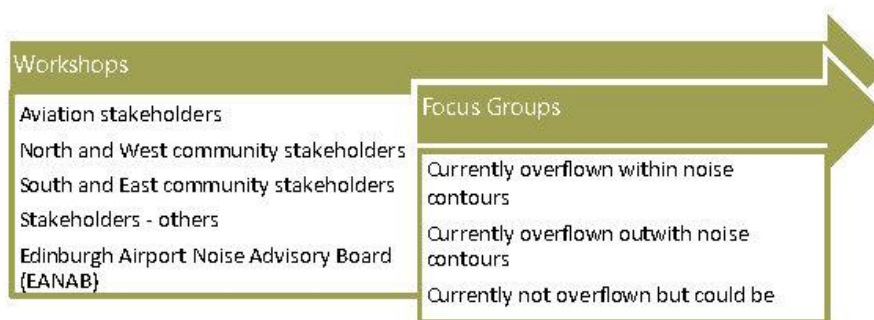 Workshops
Aviation stakeholders
North and West community stakeholders
South and East community stakeholders
Stakeholders - others
Edinburgh Airport Noise Advisory Board
(EANAB)
Focus Groups
Currently overflown within noise
contours
Currently overflown outwith noise
contours
Currently not overflown but could be